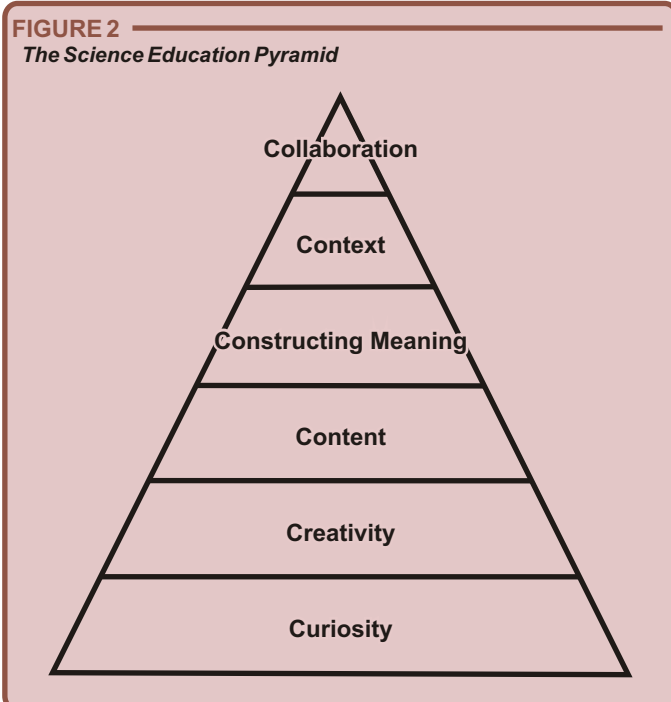 FIGURE 2
The Science Education Pyramid
Collaboration
Context
Constructing Meaning
Content
Creativity
Curiosity